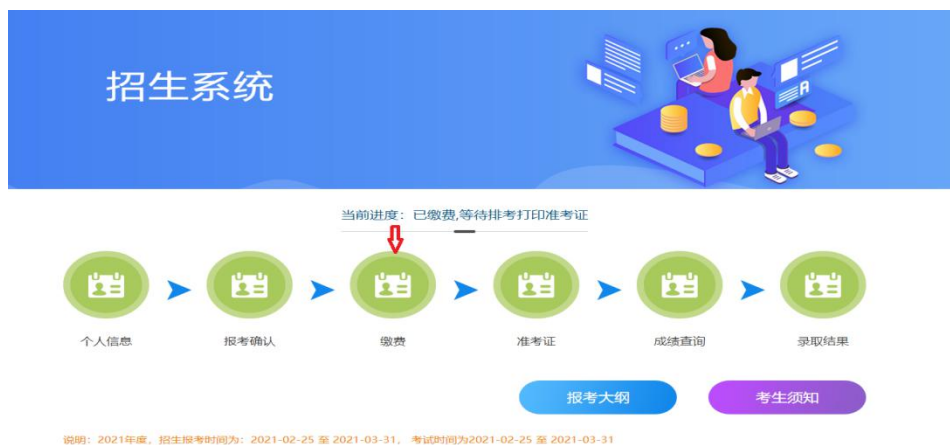 招生系统
当前进度：已缴费,等待排考打印准考证
个人信息
报考确认
缴费
准考证
成绩查询
录取结果
报考大纲
考生须知
说明：2021年度，招生报考时间为：2021-02-25 至 2021-03-31， 考试时间为2021-02-25 至 2021-03-31